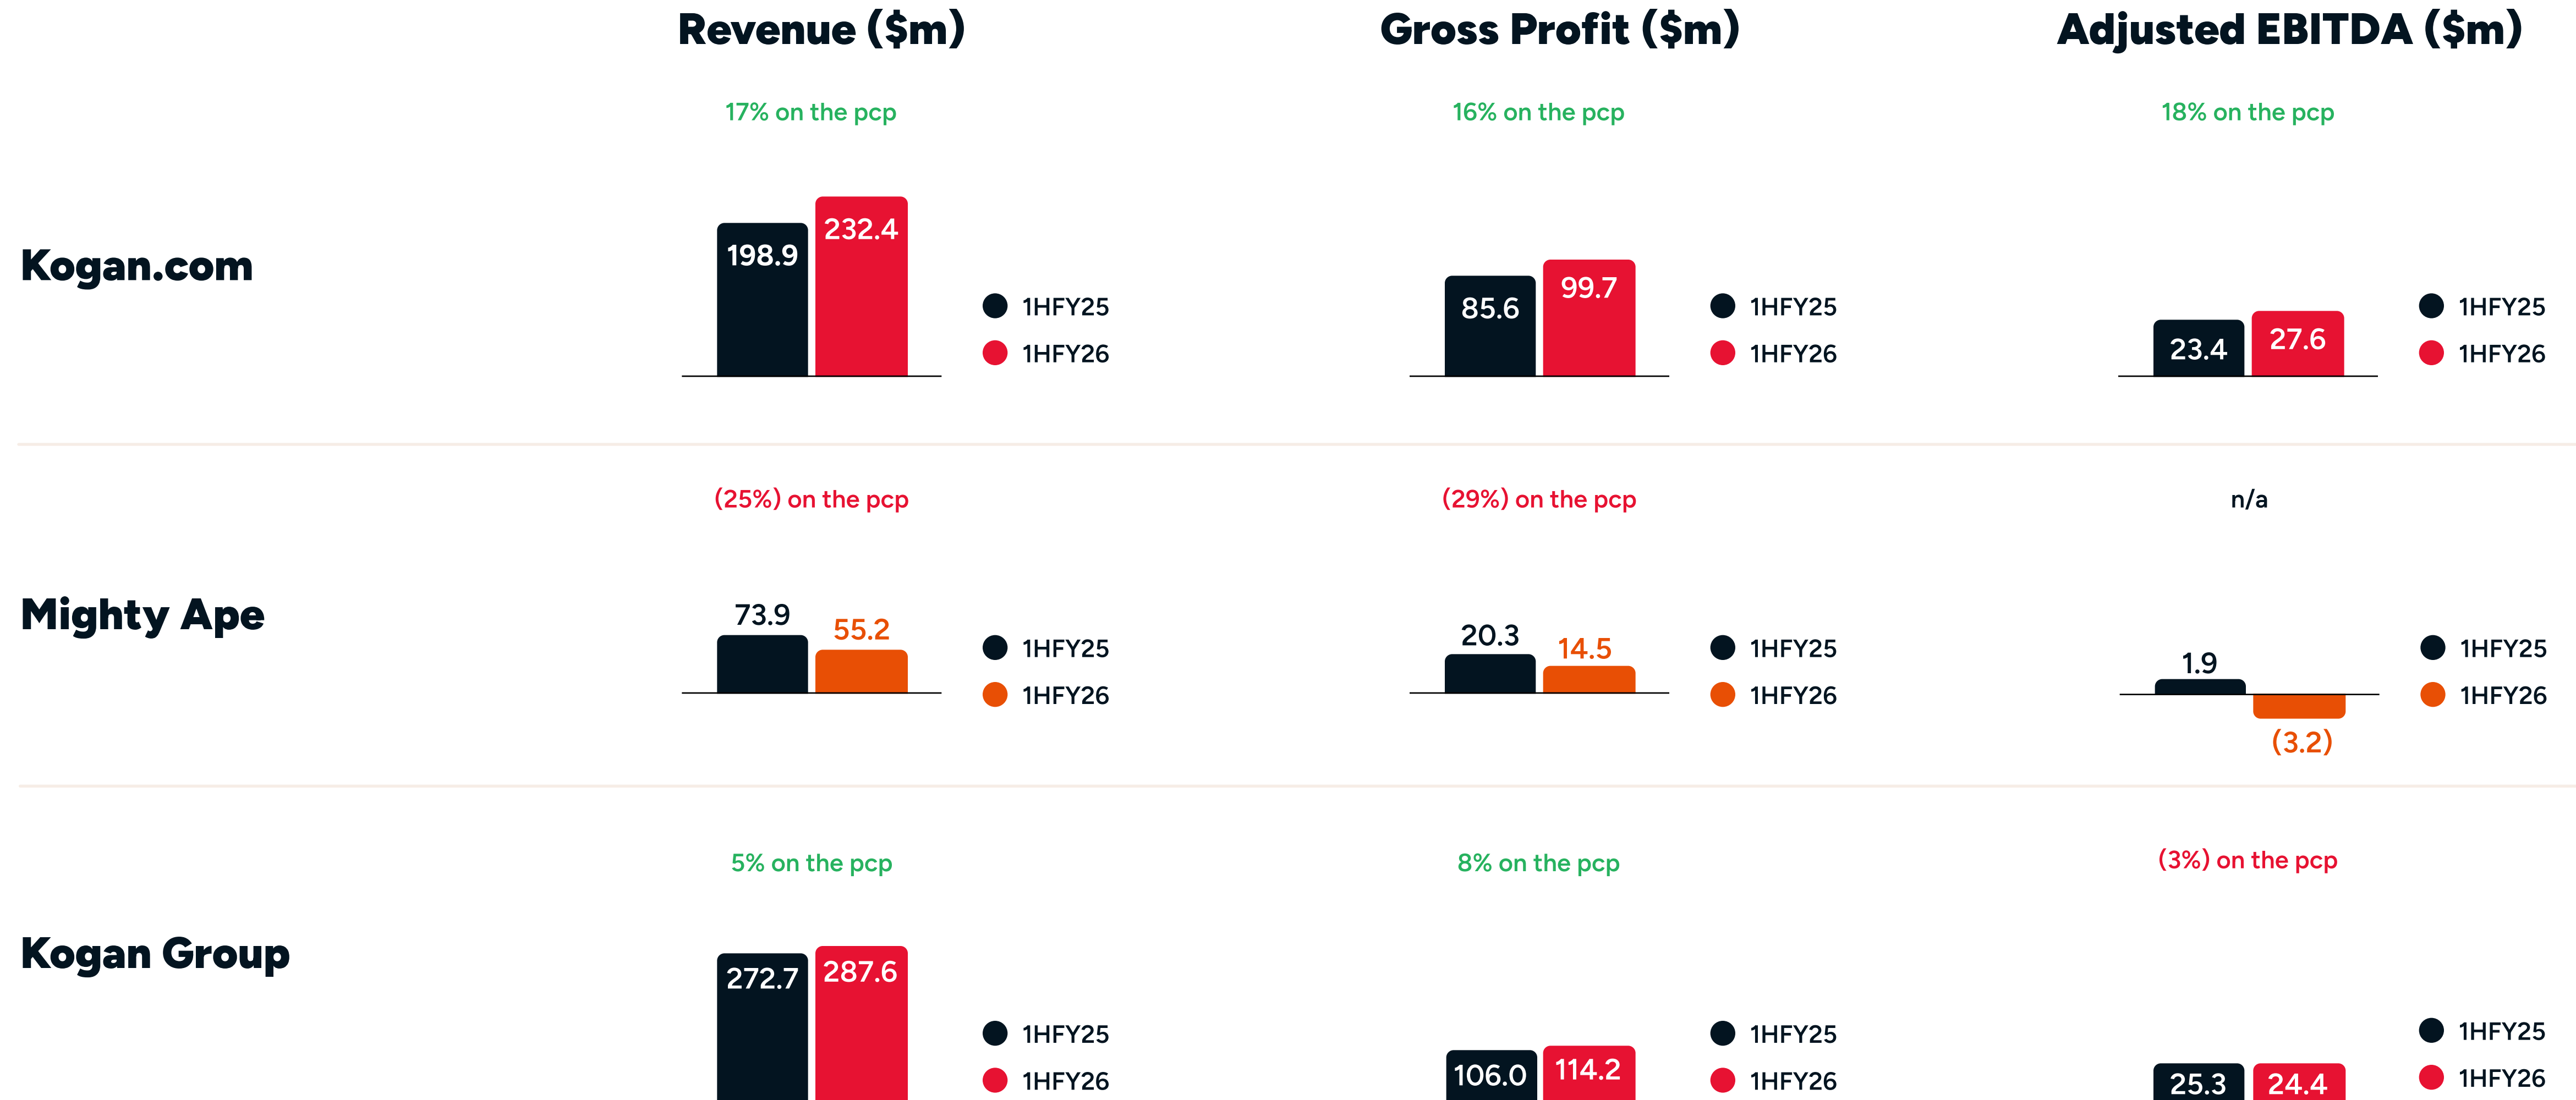 Revenue ($m)
Gross Profit ($m)
Adjusted EBITDA ($m)
17% on the pcp
16% on the pcp
18% on the pcp
Kogan.com
198.9
232.4
1HFY25
1HFY26
85.6
99.7
1HFY25
1HFY26
23.4
27.6
1HFY25
1HFY26
(25%) on the pcp
(29%) on the pcp
n/a
Mighty Ape
73.9
55.2
1HFY25
1HFY26
20.3
14.5
1HFY25
1HFY26
1.9
(3.2)
1HFY25
1HFY26
5% on the pcp
8% on the pcp
(3%) on the pcp
Kogan Group
272.7
287.6
1HFY25
1HFY26
106.0
114.2
1HFY25
1HFY26
25.3
24.4
1HFY25
1HFY26